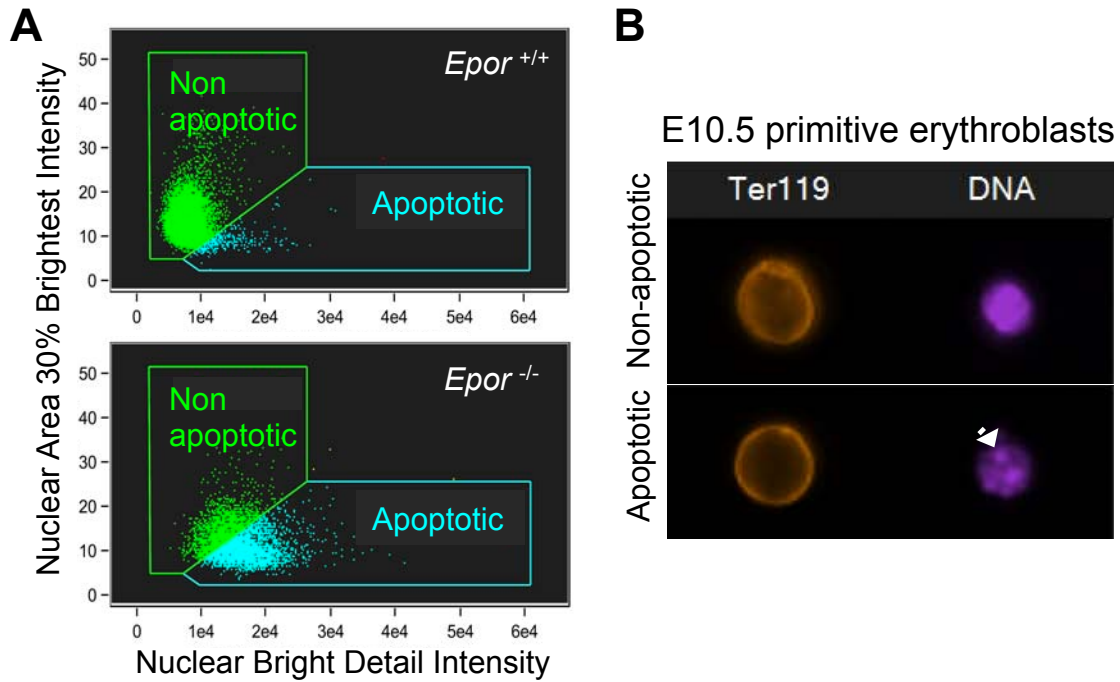 A
Nuclear Area 30% Brightest Intensity
50
40
30
20
10
0
Non
apoptotic
Epor +/+
Apoptotic
0 1e4 2e4 3e4 4e4 5e4 6e4
50
40
30
20
10
0
Non
apoptotic
Epor -/-
Apoptotic
0 1e4 2e4 3e4 4e4 5e4 6e4
Nuclear Bright Detail Intensity
B
E10.5 primitive erythroblasts
Ter119 DNA
Non-apoptotic
Apoptotic